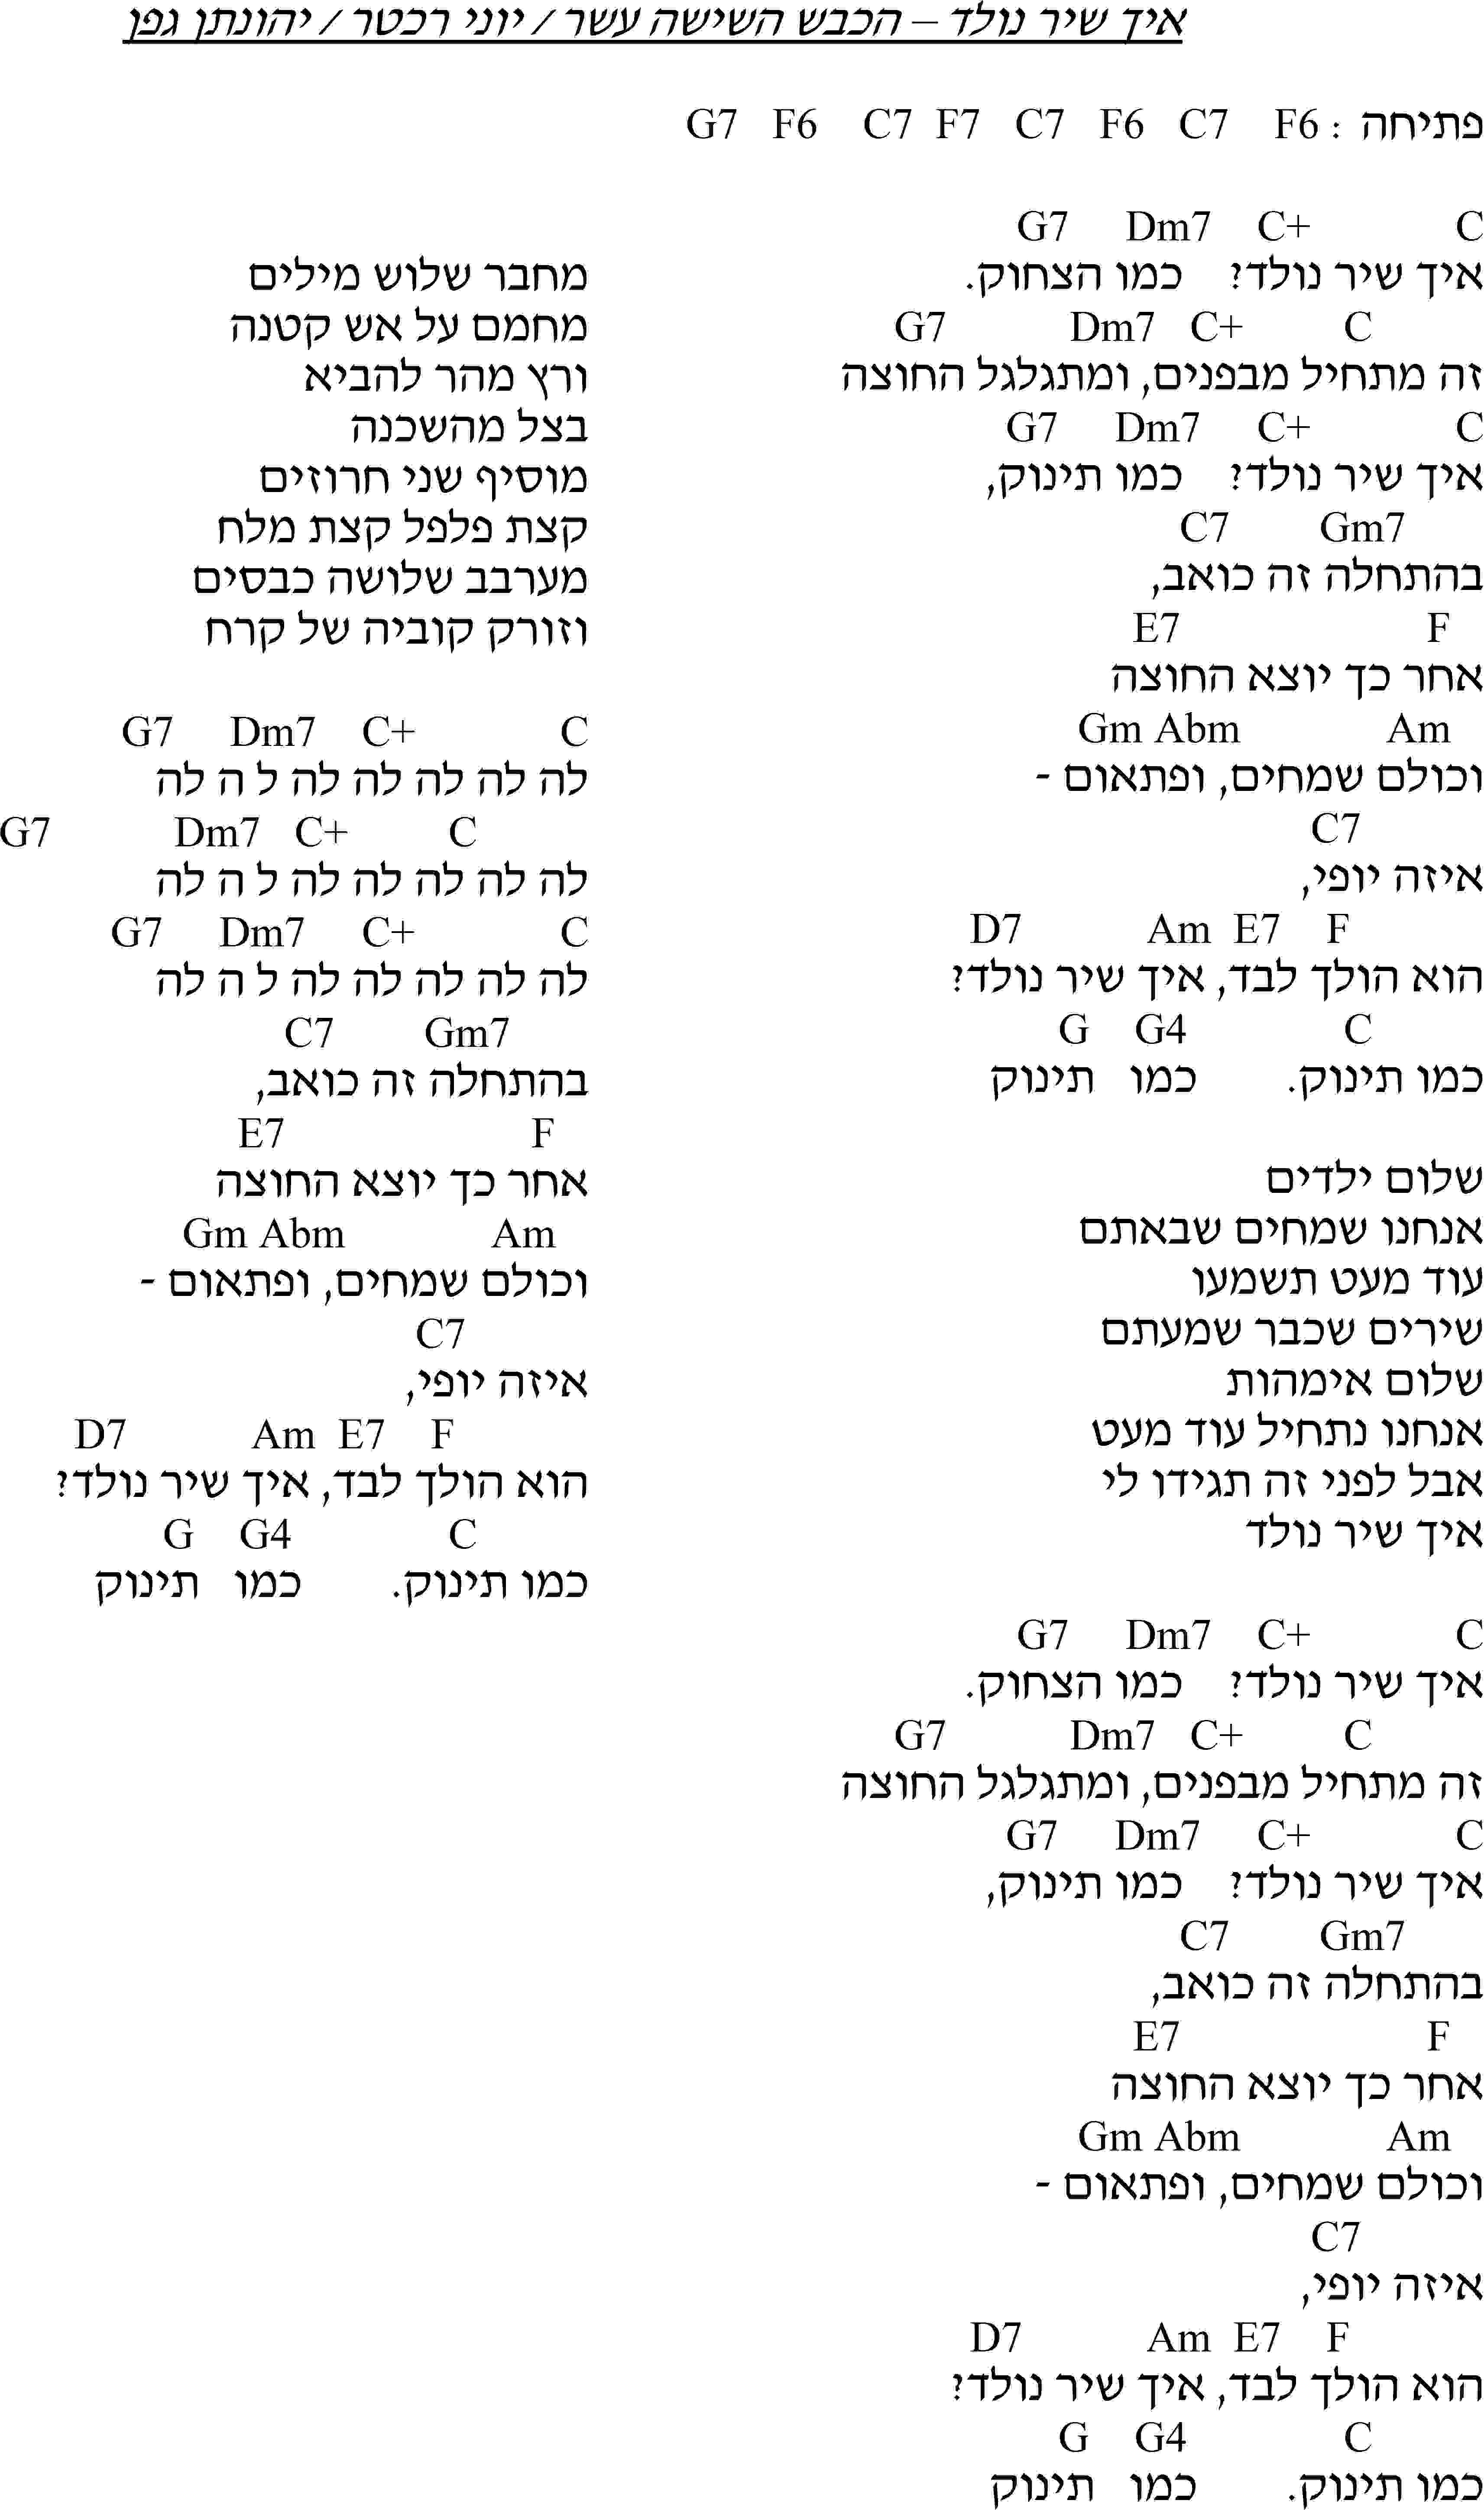 איך שיר נולד – הכבש השישה עשר / יוני רכטר / יהונתן גפן
פתיחה : G7 F6 C7 F7 C7 F6 C7 F6
G7 Dm7 C+ C
איך שיר נולד? כמו הצחוק.
G7 Dm7 C+ C
זה מתחיל מבפנים, ומתגלגל החוצה
G7 Dm7 C+ C
איך שיר נולד? כמו תינוק,
C7 Gm7
בהתחלה זה כואב,
E7 F
אחר כך יוצא החוצה
Gm Abm Am
וכולם שמחים, ופתאום -
C7
איזה יופי,
D7 Am E7 F
הוא הולך לבד, איך שיר נולד?
G G4 C
כמו תינוק. כמו תינוק
שלום ילדים
אנחנו שמחים שבאתם
עוד מעט תשמעו
שירים שכבר שמעתם
שלום אימהות
אנחנו נתחיל עוד מעט
אבל לפני זה תגידו לי
איך שיר נולד
G7 Dm7 C+ C
איך שיר נולד? כמו הצחוק.
G7 Dm7 C+ C
זה מתחיל מבפנים, ומתגלגל החוצה
G7 Dm7 C+ C
איך שיר נולד? כמו תינוק,
C7 Gm7
בהתחלה זה כואב,
E7 F
אחר כך יוצא החוצה
Gm Abm Am
וכולם שמחים, ופתאום -
C7
איזה יופי,
D7 Am E7 F
הוא הולך לבד, איך שיר נולד?
G G4 C
כמו תינוק. כמו תינוק
מחבר שלוש מילים
מחמם על אש קטנה
ורץ מהר להביא
בצל מהשכנה
מוסיף שני חרוזים
קצת פלפל קצת מלח
מערבב שלושה כבסים
וזורק קוביה של קרח
G7 Dm7 C+ C
לה לה לה לה לה ל ה לה
G7 Dm7 C+ C
לה לה לה לה לה ל ה לה
G7 Dm7 C+ C
לה לה לה לה לה ל ה לה
C7 Gm7
בהתחלה זה כואב,
E7 F
אחר כך יוצא החוצה
Gm Abm Am
וכולם שמחים, ופתאום -
C7
איזה יופי,
D7 Am E7 F
הוא הולך לבד, איך שיר נולד?
G G4 C
כמו תינוק. כמו תינוק